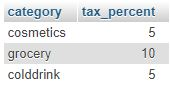 category tax_percent
cosmetics 5
grocery 10
colddrink 5